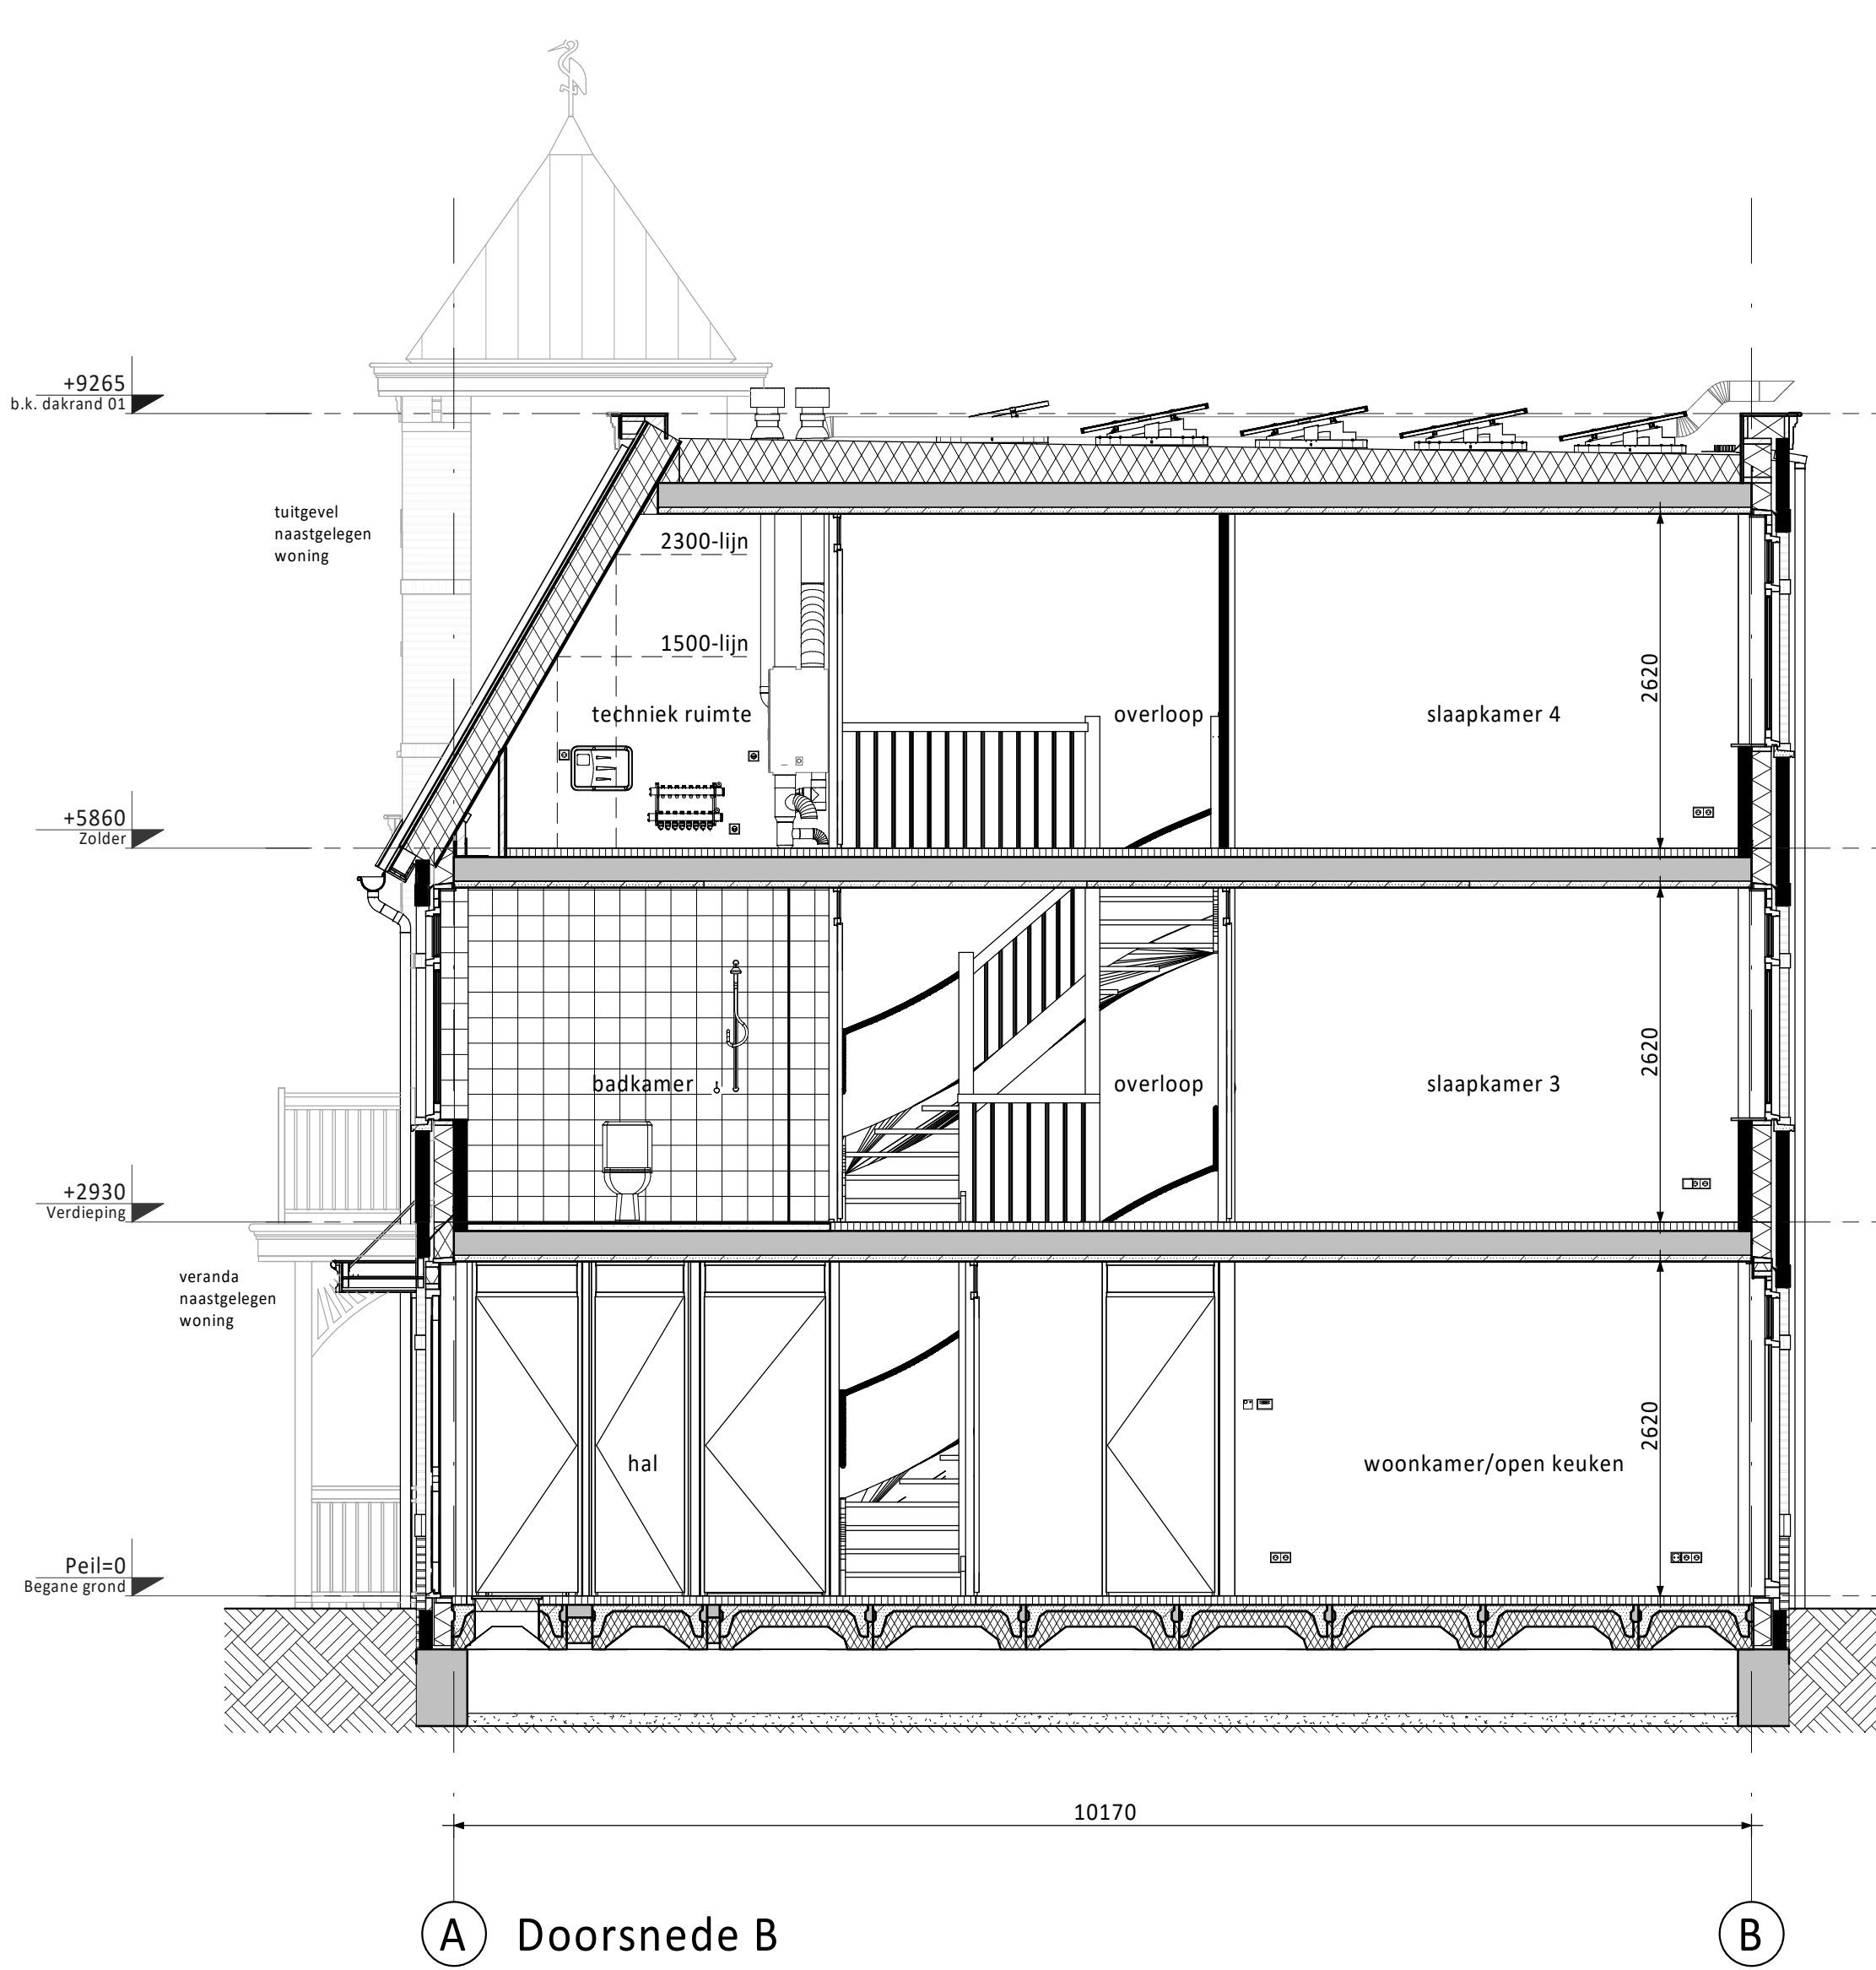 +9265
b.k. dakrand 01
tuitgevel
naastgelegen
woning
2300-lijn
1500-lijn
techniek ruimte
overloop
slaapkamer 4
2620
+5860
Zolder
badkamer
overloop
slaapkamer 3
2620
+2930
Verdieping
veranda
naastgelegen
woning
hal
woonkamer/open keuken
2620
Peil=0
Begane grond
10170
A
Doorsnede B
B